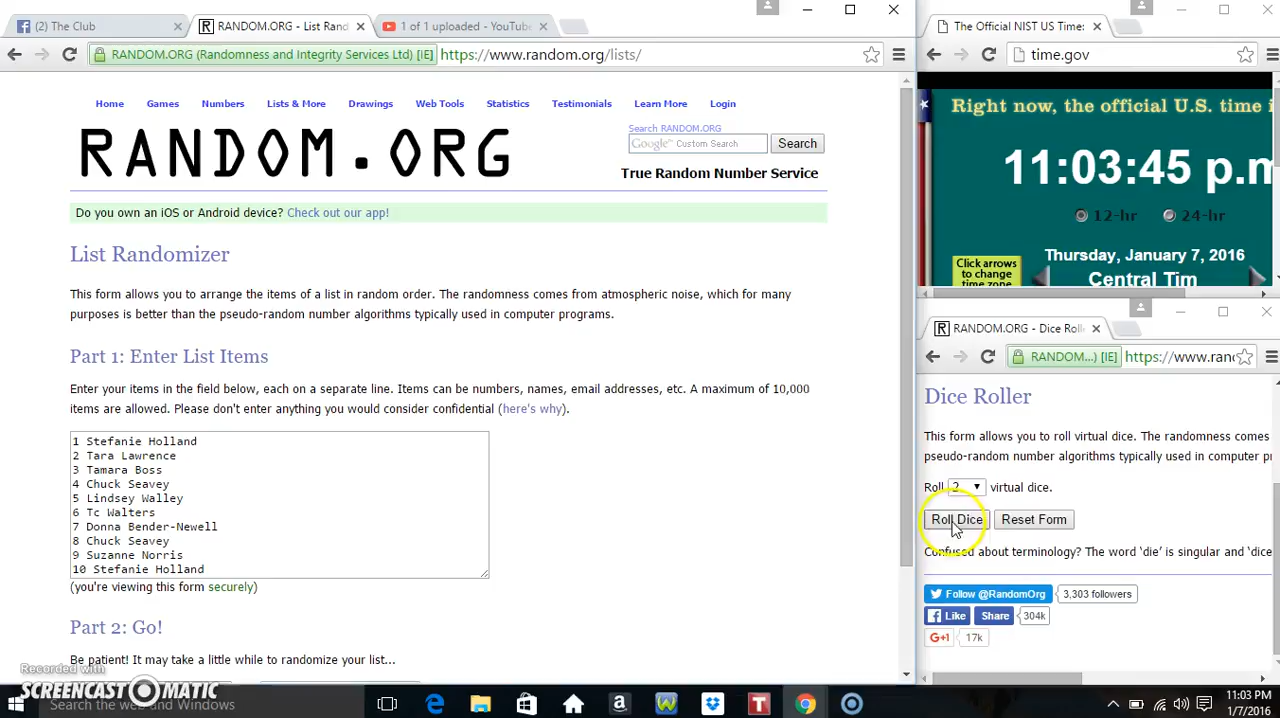 (2) The Club
RANDOM.ORG - List Rand
1 of 1 uploaded - YouTube
RANDOM.ORG (Randomness and Integrity Services Ltd) [IE] https://www.random.org/lists/
Home Games Numbers Lists & More Drawings Web Tools Statistics Testimonials Learn More Login
RANDOM.ORG
Search RANDOM.ORG
Google Custom Search Search
True Random Number Service
Do you own an iOS or Android device? Check out our app!
List Randomizer
This form allows you to arrange the items of a list in random order. The randomness comes from atmospheric noise, which for many
purposes is better than the pseudo-random number algorithms typically used in computer programs.
Part 1: Enter List Items
Enter your items in the field below, each on a separate line. Items can be numbers, names, email addresses, etc. A maximum of 10,000
items are allowed. Please don't enter anything you would consider confidential (here's why).
1 Stefanie Holland
2 Tara Lawrence
3 Tamara Boss
4 Chuck Seavey
5 Lindsey Walley
6 Tc Walters
7 Donna Bender-Newell
8 Chuck Seavey
9 Suzanne Norris
10 Stefanie Holland
(you're viewing this form securely)
Part 2: Go!
Be patient! It may take a little while to randomize your list...
The Official NIST US Time:
time.gov
Right now, the official U.S. time i
11:03:45 p.m
12-hr 24-hr
Thursday, January 7, 2016
Central Tim
Click arrows
to change
time zone
RANDOM.ORG - Dice Rolle
RANDOM...) [IE] https://www.rand
Dice Roller
This form allows you to roll virtual dice. The randomness comes
pseudo-random number algorithms typically used in computer pr
Roll 2 virtual dice.
Roll Dice Reset Form
Confused about terminology? The word ‘die’ is singular and ‘dice
Follow @RandomOrg 3,303 followers
Like Share 304k
G+1 17k
Recorded with
SCREENCAST-O-MATIC
Search the web and Windows
11:03 PM
1/7/2016